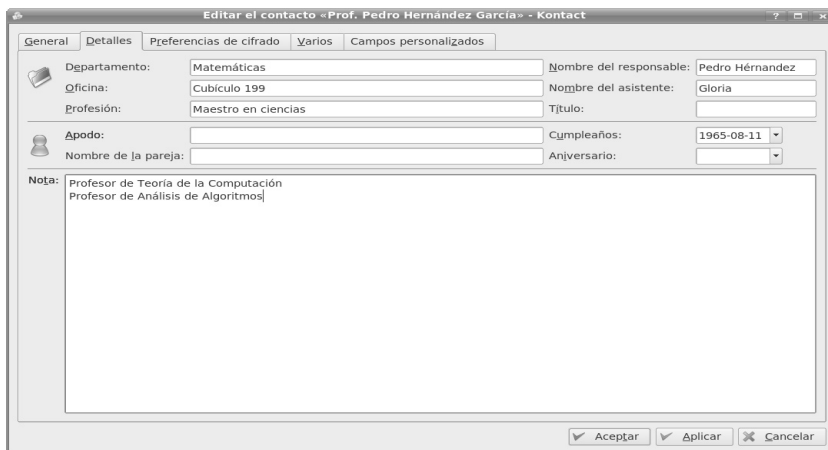 Editar el contacto «Prof. Pedro Hernández García» - Kontact
General Detalles Preferencias de cifrado Varios Campos personalizados
Departamento: Matemáticas Nombre del responsable: Pedro Hérnandez
Oficina: Cubículo 199 Nombre del asistente: Gloria
Profesión: Maestro en ciencias Título:
Apodo: Cumpleaños: 1965-08-11
Nombre de la pareja: Aniversario:
Nota: Profesor de Teoría de la Computación
Profesor de Análisis de Algoritmos
Aceptar Aplicar Cancelar